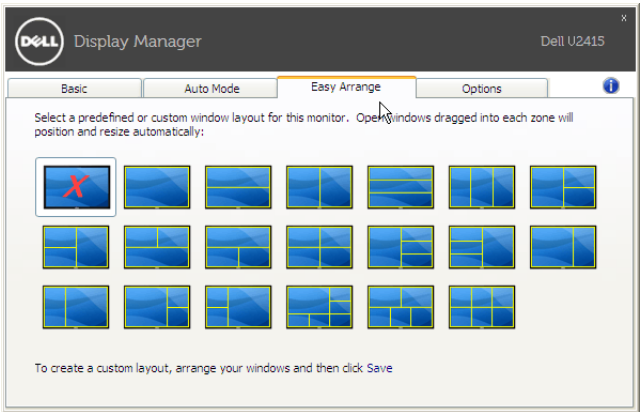 x
DELL Display Manager Dell U2415
Basic Auto Mode Easy Arrange Options i
Select a predefined or custom window layout for this monitor. Open windows dragged into each zone will
position and resize automatically:
X
To create a custom layout, arrange your windows and then click Save